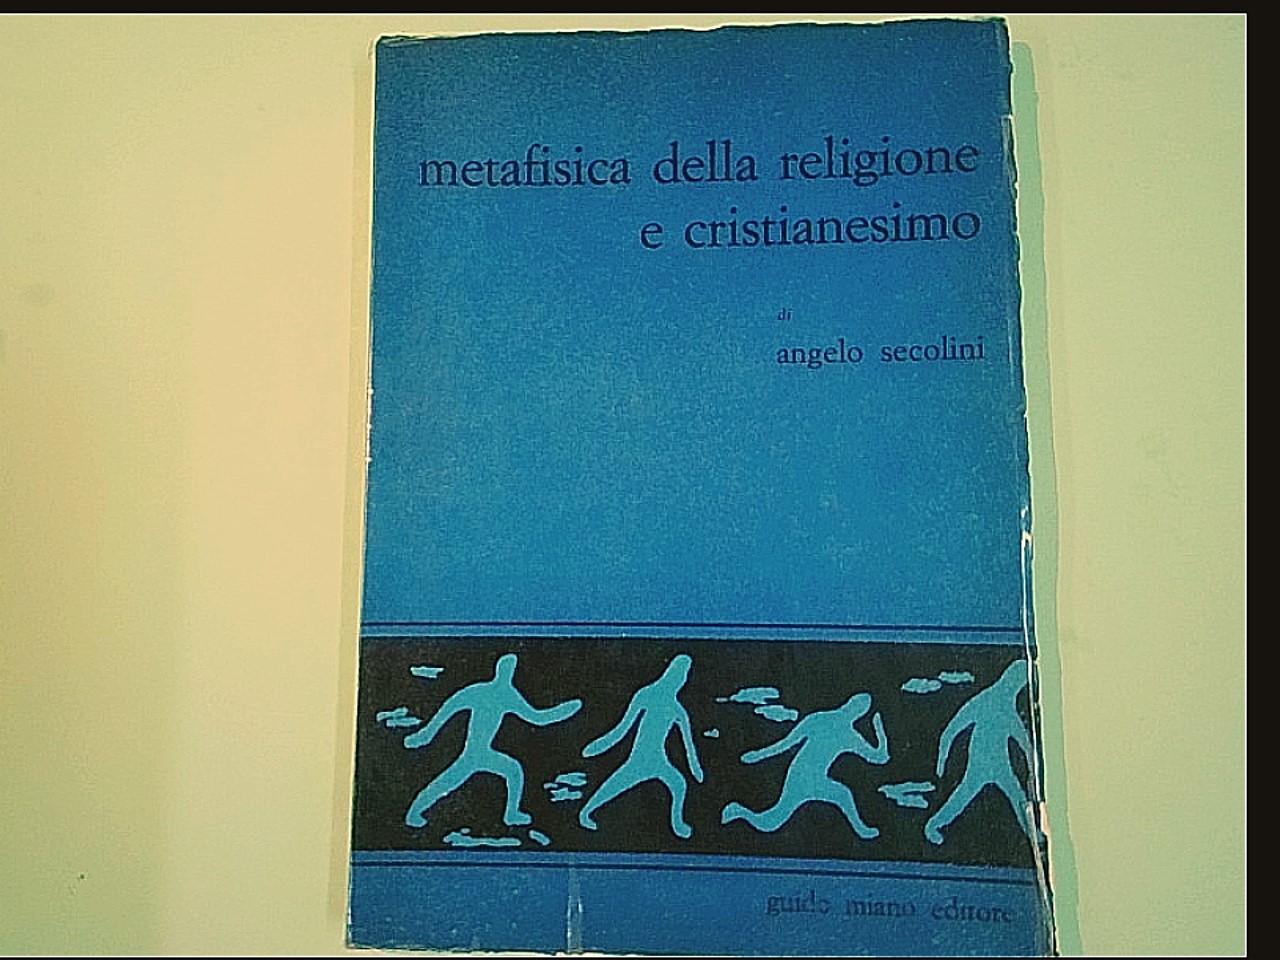 metafisica della religione
e cristianesimo
di
angelo secolini
guido miano editore